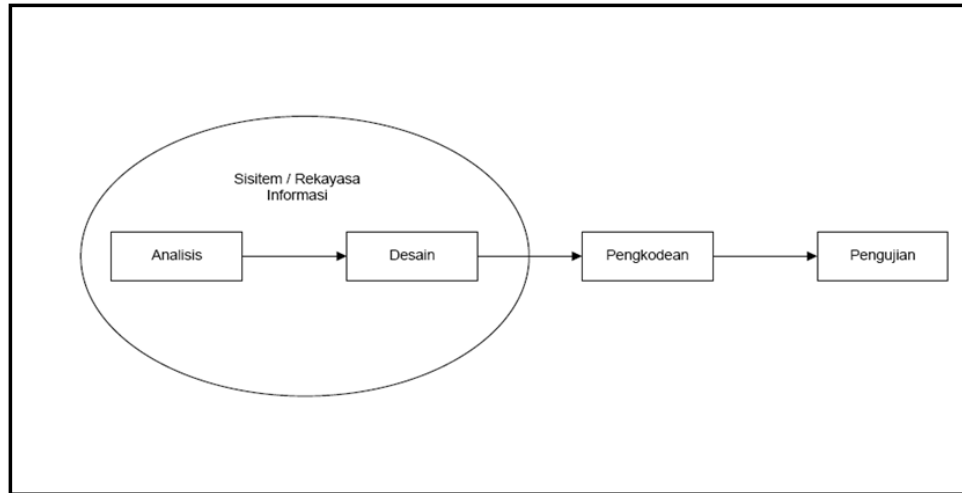 Sisitem / Rekayasa
Informasi
Analisis
Desain
Pengkodean
Pengujian